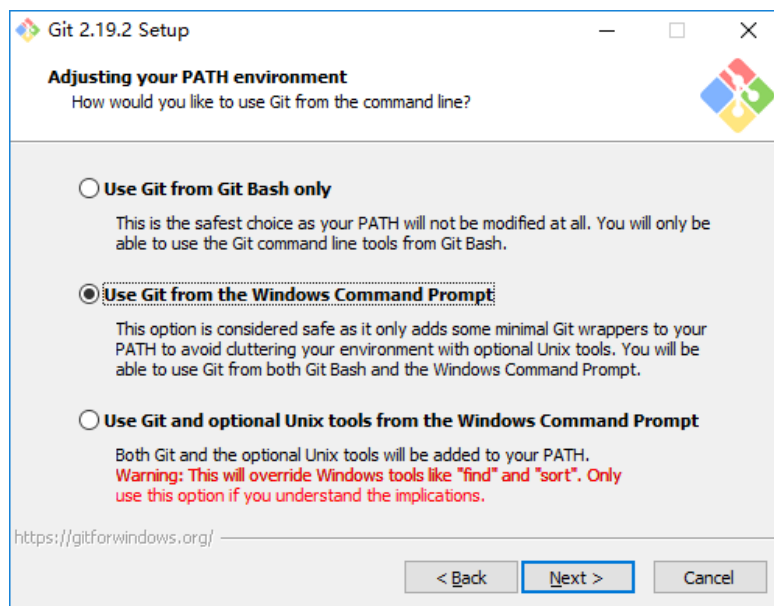 Git 2.19.2 Setup
Adjusting your PATH environment
How would you like to use Git from the command line?
Use Git from Git Bash only
This is the safest choice as your PATH will not be modified at all. You will only be
able to use the Git command line tools from Git Bash.
Use Git from the Windows Command Prompt
This option is considered safe as it only adds some minimal Git wrappers to your
PATH to avoid cluttering your environment with optional Unix tools. You will be
able to use Git from both Git Bash and the Windows Command Prompt.
Use Git and optional Unix tools from the Windows Command Prompt
Both Git and the optional Unix tools will be added to your PATH.
Warning: This will override Windows tools like "find" and "sort". Only
use this option if you understand the implications.
https://gitforwindows.org/
< Back Next > Cancel